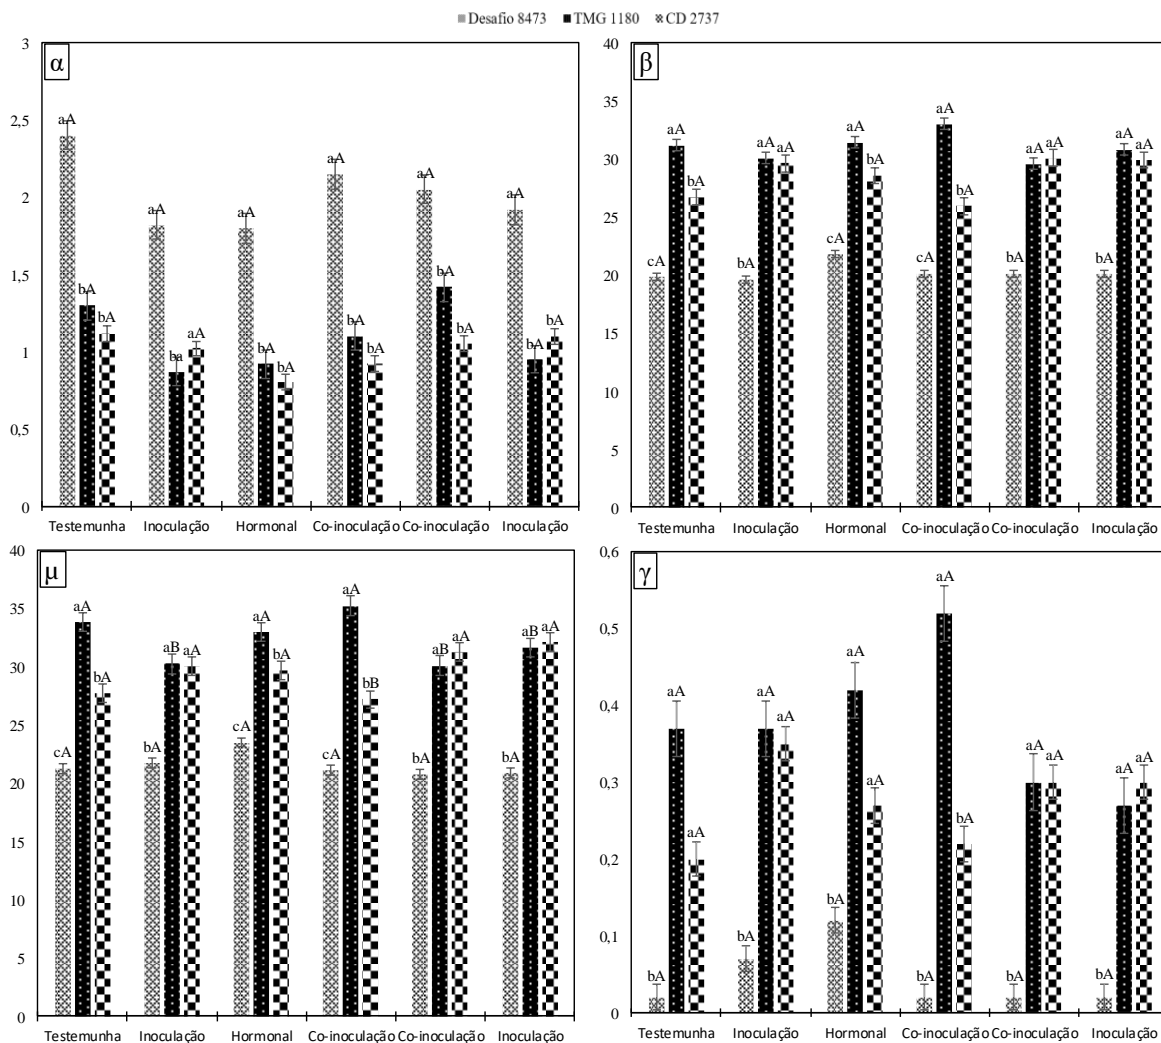 Desafio 8473 TMG 1180 CD 2737
α
3
2,5
2
1,5
1
0,5
0
aA bA bA
aA ba aA
aA bA bA
aA bA bA
aA bA bA
aA bA bA
Testemunha Inoculação Hormonal Co-inoculação Co-inoculação Inoculação
β
40
35
30
25
20
15
10
5
0
cA aA bA
bA aA aA
cA aA bA
cA aA bA
bA aA aA
bA aA aA
Testemunha Inoculação Hormonal Co-inoculação Co-inoculação Inoculação
μ
40
35
30
25
20
15
10
5
0
cA aA bA
bA aB aA
cA aA bA
cA aA bB
bA aB aA
bA aB aA
Testemunha Inoculação Hormonal Co-inoculação Co-inoculação Inoculação
γ
0,6
0,5
0,4
0,3
0,2
0,1
0
bA aA aA
bA aA aA
bA aA aA
bA aA bA
bA aA aA
bA aA aA
Testemunha Inoculação Hormonal Co-inoculação Co-inoculação Inoculação